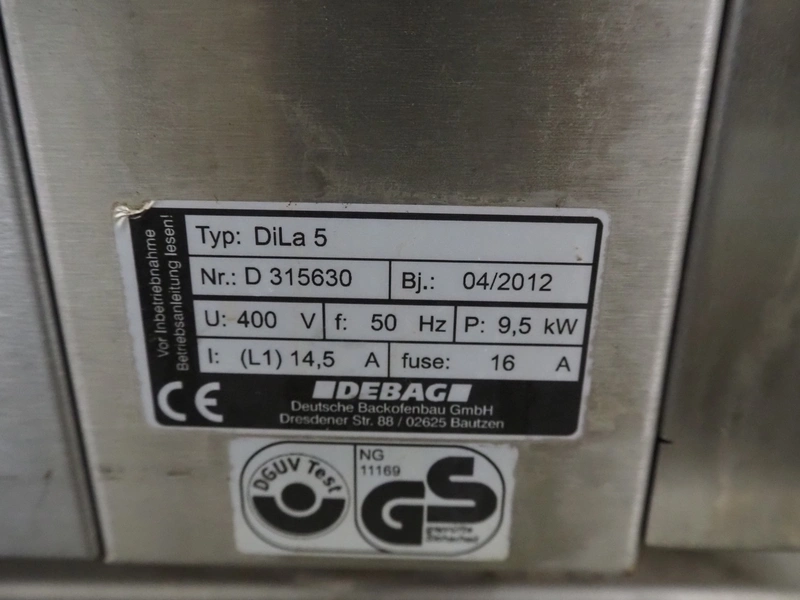 Vor Inbetriebnahme
Betriebsanleitung lesen!
Typ: DiLa 5
Nr.: D 315630 Bj.: 04/2012
U: 400 V f: 50 Hz P: 9,5 kW
I: (L1) 14,5 A fuse: 16 A
CE
DEBAG
Deutsche Backofenbau GmbH
Dresdener Str. 88 / 02625 Bautzen
DGUV Test
NG
11169
GS
geprüfte
Sicherheit